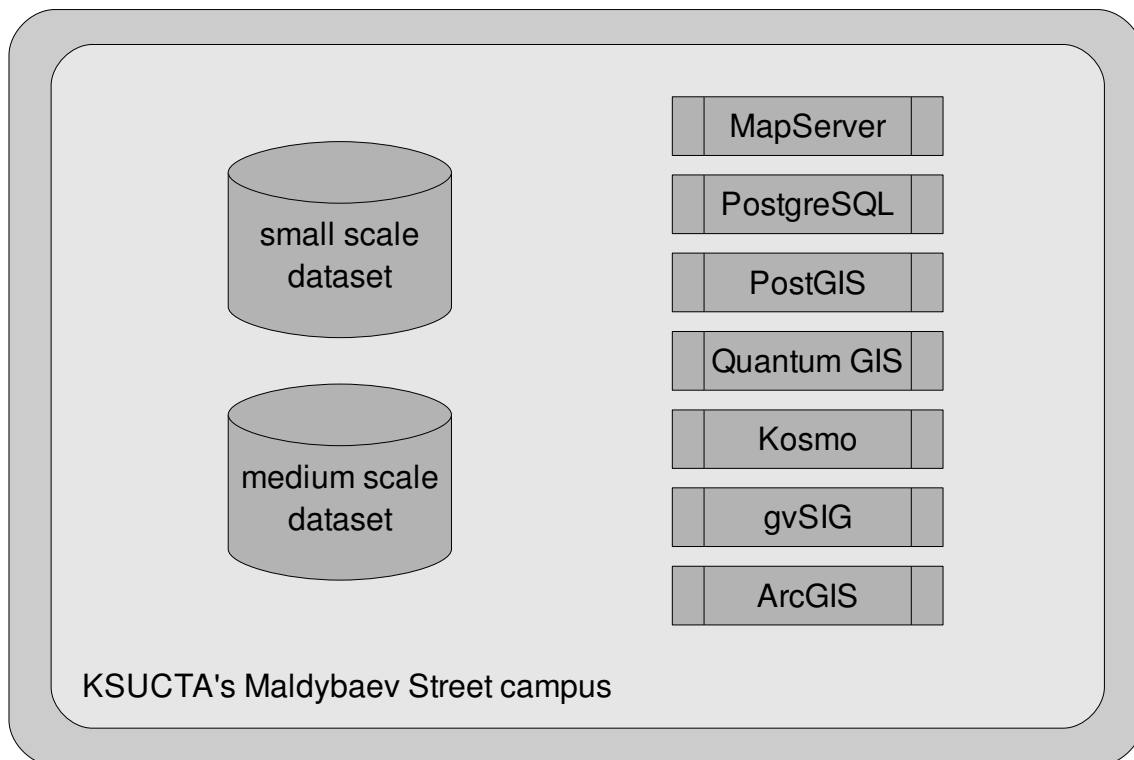 small scale
dataset
medium scale
dataset
MapServer
PostgreSQL
PostGIS
Quantum GIS
Kosmo
gvSIG
ArcGIS
KSUCTA's Maldybaev Street campus